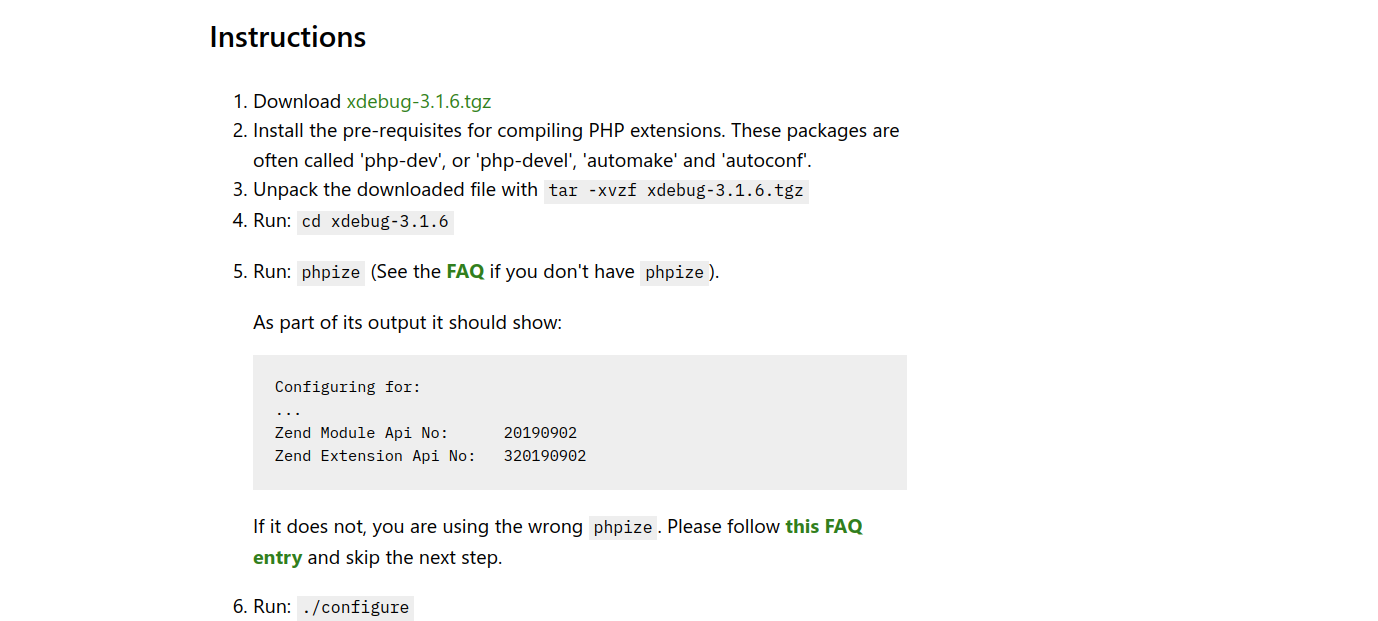 Instructions
1. Download xdebug-3.1.6.tgz
2. Install the pre-requisites for compiling PHP extensions. These packages are
often called 'php-dev', or 'php-devel', 'automake' and 'autoconf'.
3. Unpack the downloaded file with tar -xvzf xdebug-3.1.6.tgz
4. Run: cd xdebug-3.1.6
5. Run: phpize (See the FAQ if you don't have phpize).
As part of its output it should show:
Configuring for:
...
Zend Module Api No:      20190902
Zend Extension Api No:   320190902
If it does not, you are using the wrong phpize. Please follow this FAQ
entry and skip the next step.
6. Run: ./configure